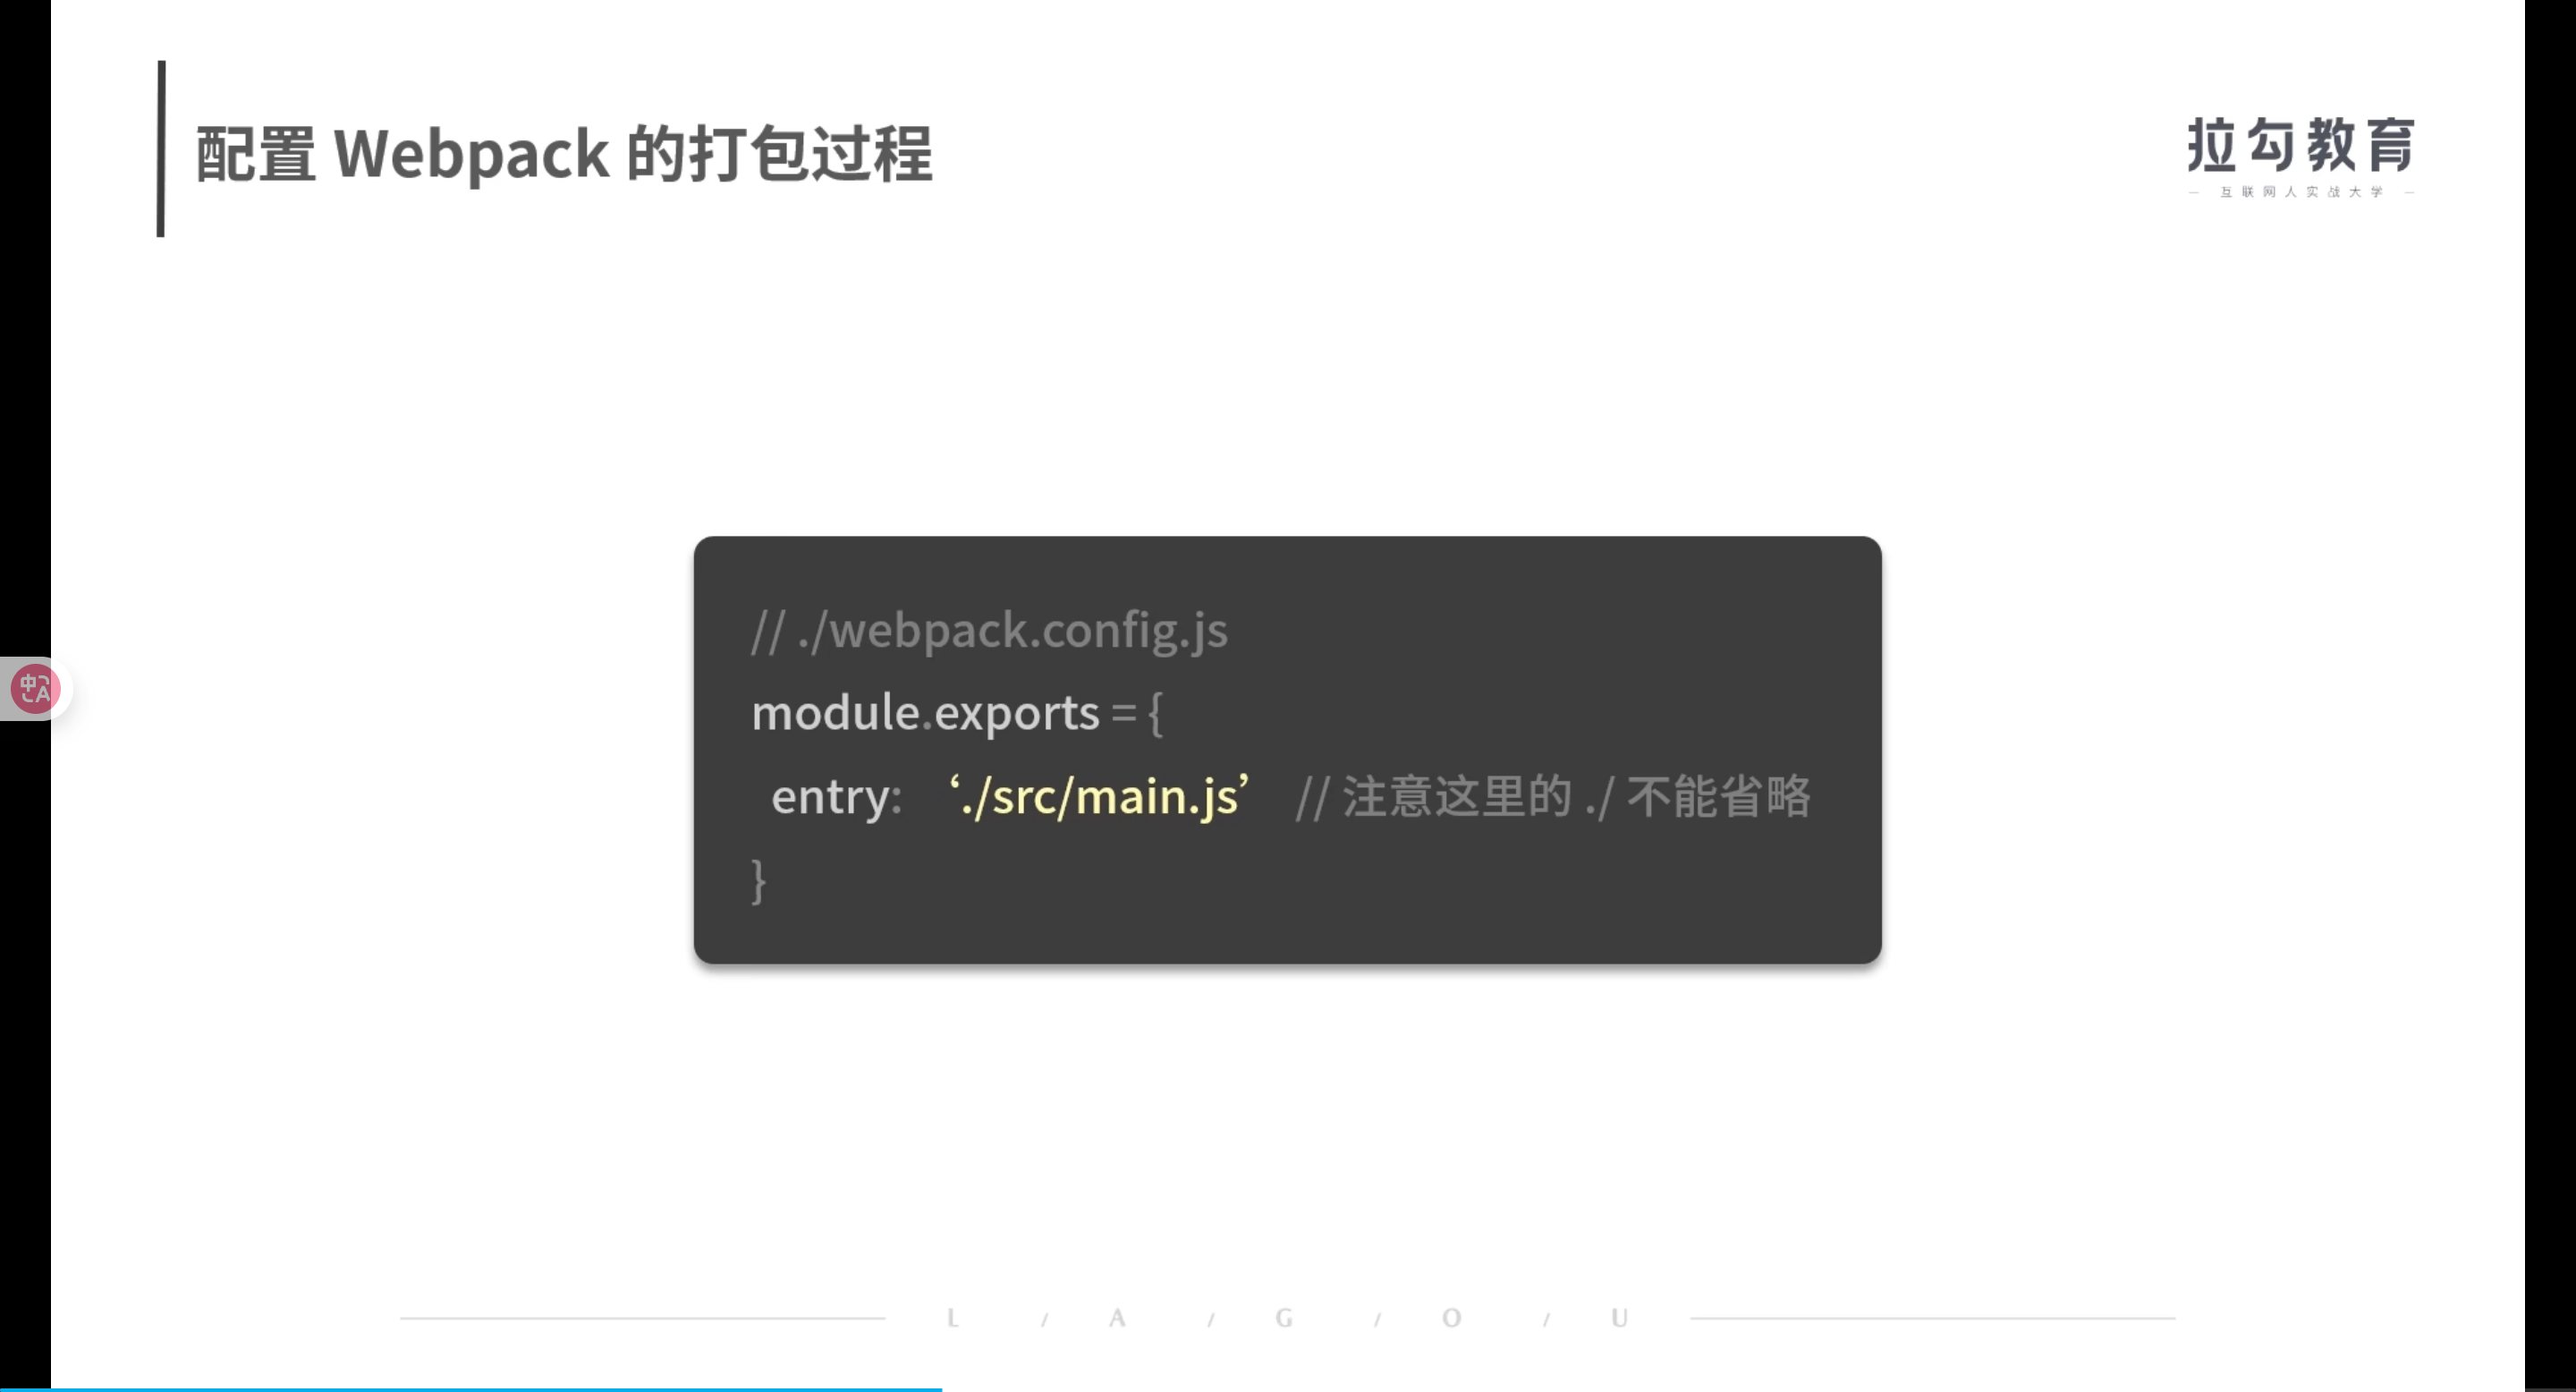 配置 Webpack 的打包过程
拉勾教育
— 互联网人实战大学 —
// ./webpack.config.js
module.exports = {
entry: ‘./src/main.js’ // 注意这里的 ./ 不能省略
}
中A
L / A / G / O / U